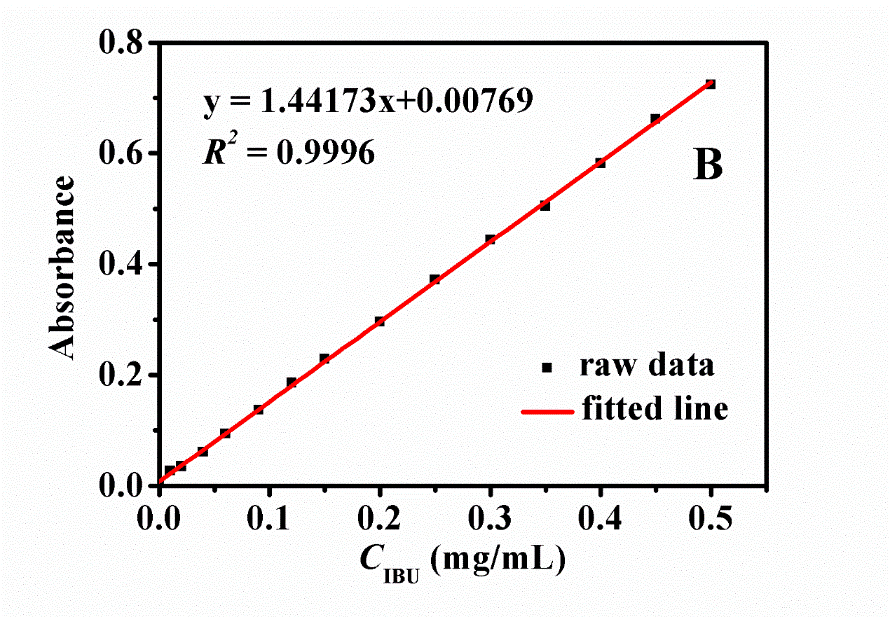 0.8
y = 1.44173x+0.00769
R² = 0.9996
0.6
B
Absorbance
0.4
raw data
0.2
fitted line
0.0
0.0 0.1 0.2 0.3 0.4 0.5
C_IBU (mg/mL)